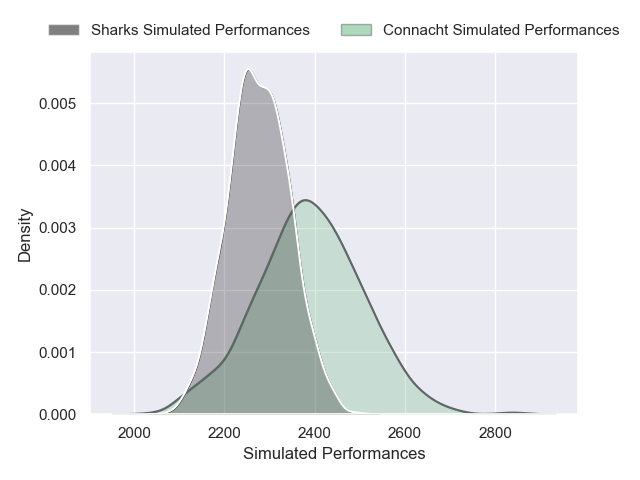 Sharks Simulated Performances
Connacht Simulated Performances
Density
0.005
0.004
0.003
0.002
0.001
0.000
2000
2200
2400
2600
2800
Simulated Performances